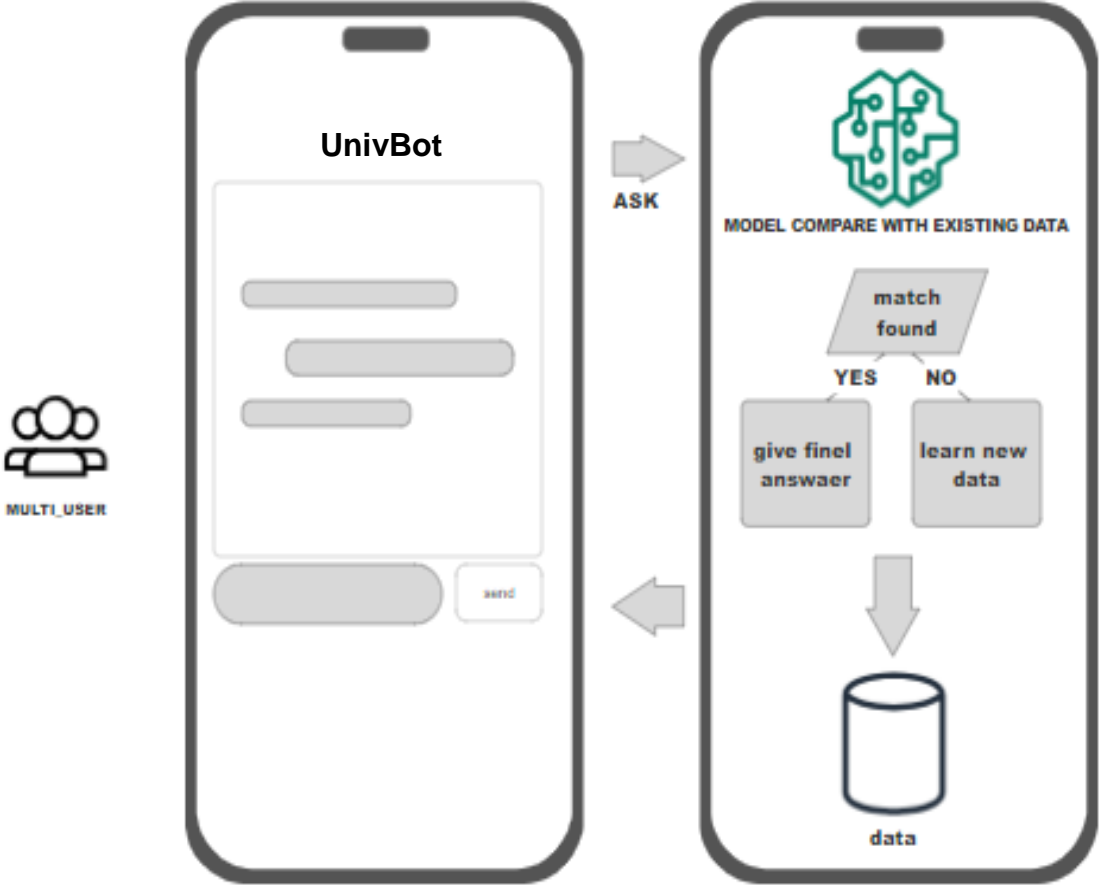 UnivBot
ASK
MODEL COMPARE WITH EXISTING DATA
match
found
YES
NO
give finel
answaer
learn new
data
MULTI_USER
send
data